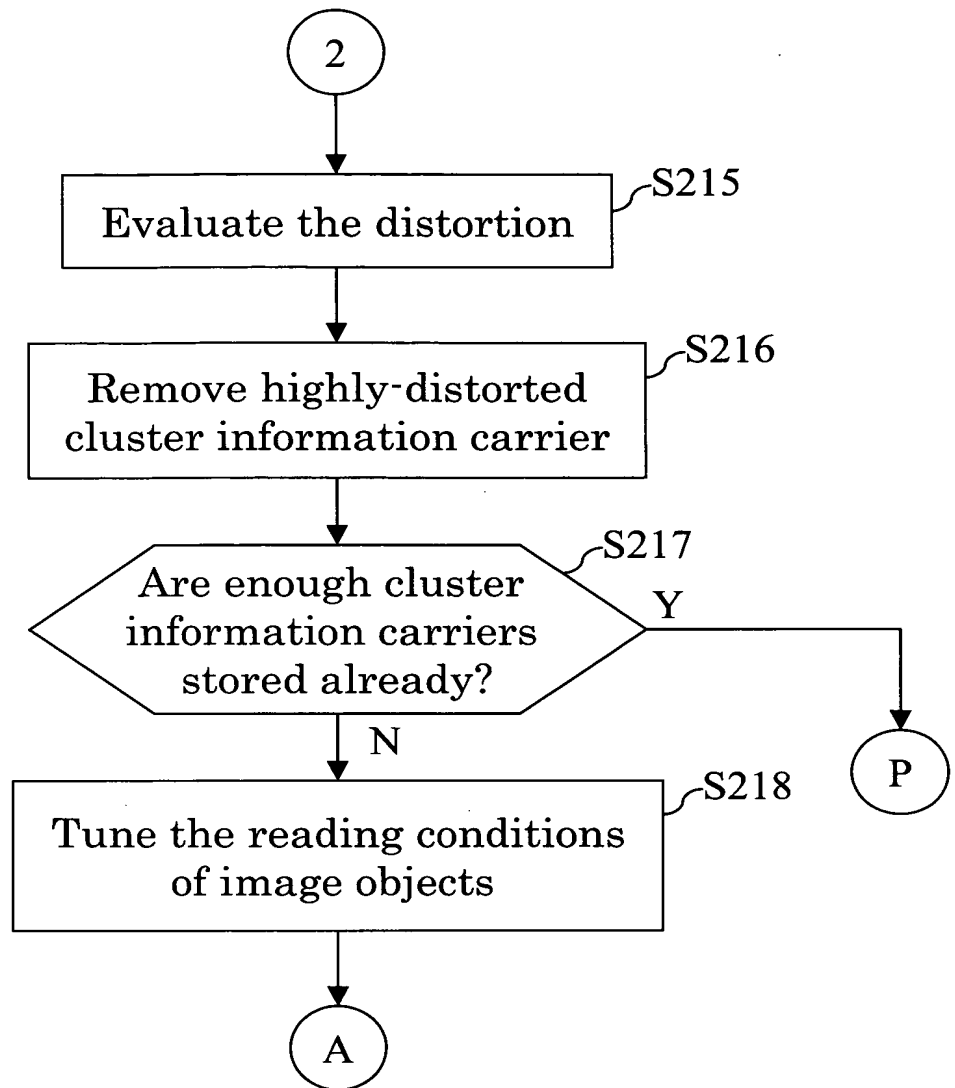 2
S215
Evaluate the distortion
S216
Remove highly-distorted
cluster information carrier
S217
Are enough cluster
information carriers
stored already?
Y
N
P
S218
Tune the reading conditions
of image objects
A